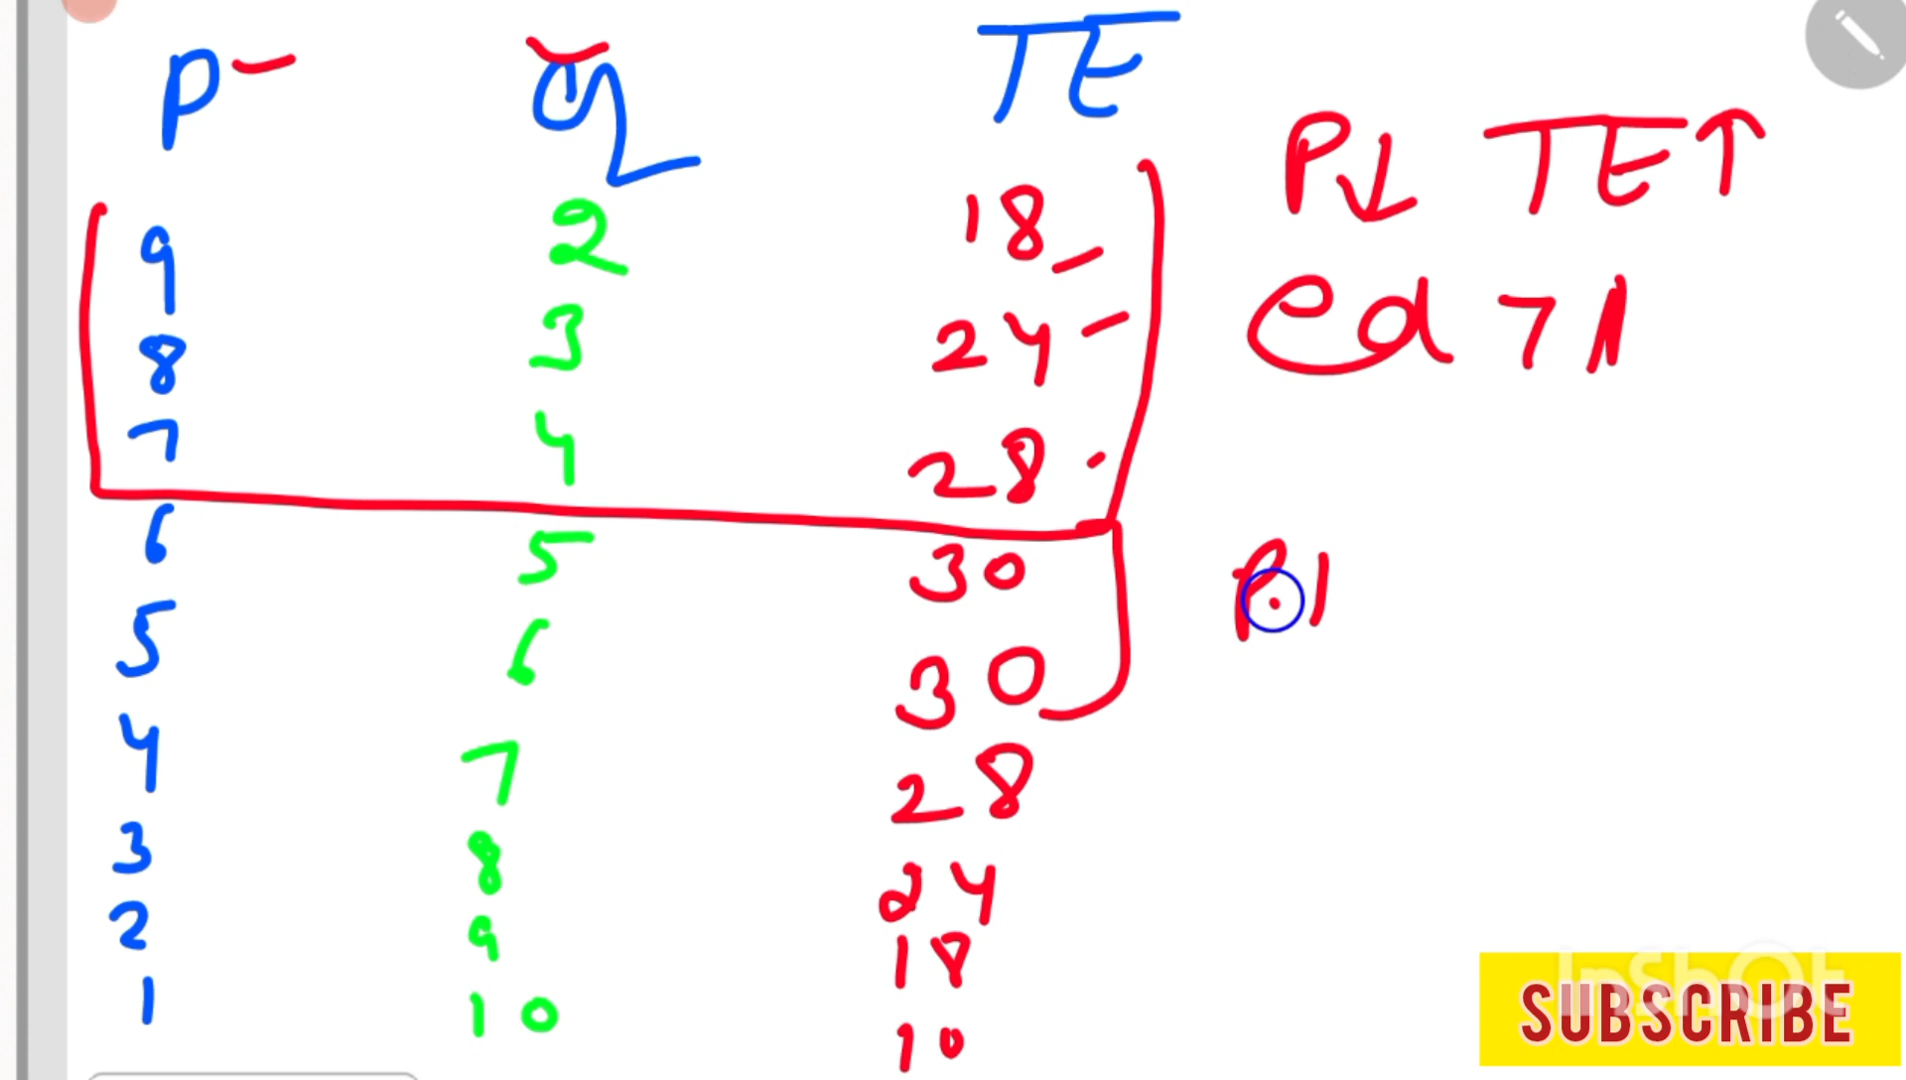 P Q TE
9 2 18
8 3 24
7 4 28
6 5 30
5 6 30
4 7 28
3 8 24
2 9 18
1 10 10
P↓ TE↑
ed > 1
P
InShOt
SUBSCRIBE